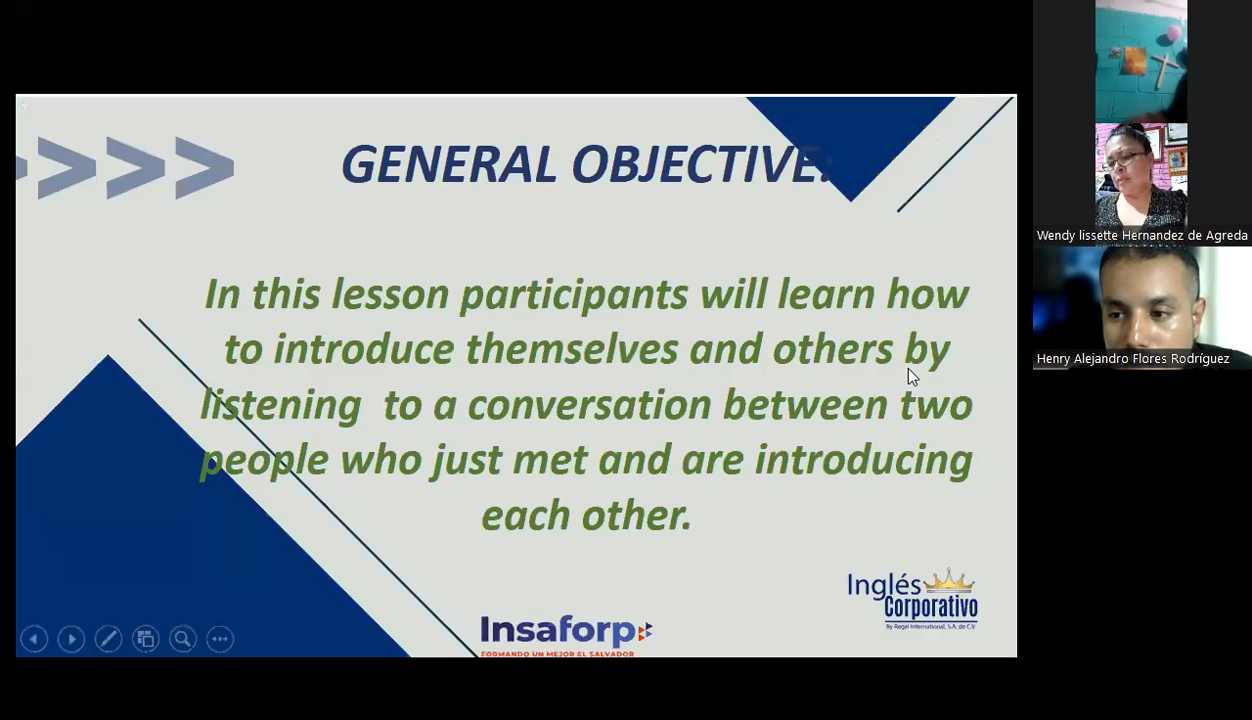 GENERAL OBJECTIVE:
In this lesson participants will learn how
to introduce themselves and others by
listening to a conversation between two
people who just met and are introducing
each other.
Inglés
Corporativo
By Regal International, S.A. de C.V
Insaforp
FORMANDO UN MEJOR EL SALVADOR
Wendy lissette Hernandez de Agreda
Henry Alejandro Flores Rodríguez